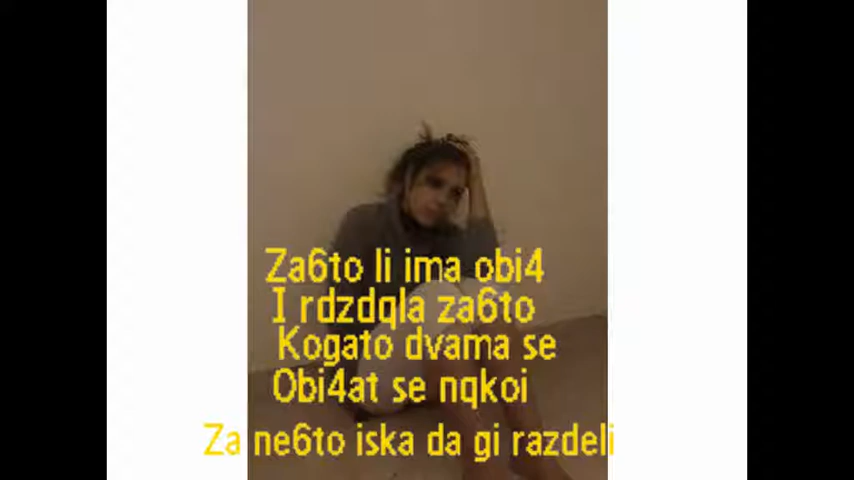 Za6to li ima obi4
I rdzdqla za6to
Kogato dvama se
Obi4at se nqkoi
Za ne6to iska da gi razdeli